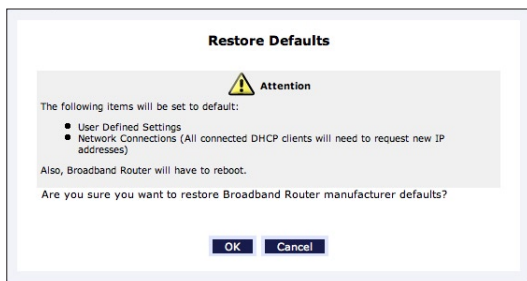 Restore Defaults
Attention
The following items will be set to default:
User Defined Settings
Network Connections (All connected DHCP clients will need to request new IP
addresses)
Also, Broadband Router will have to reboot.
Are you sure you want to restore Broadband Router manufacturer defaults?
OK Cancel